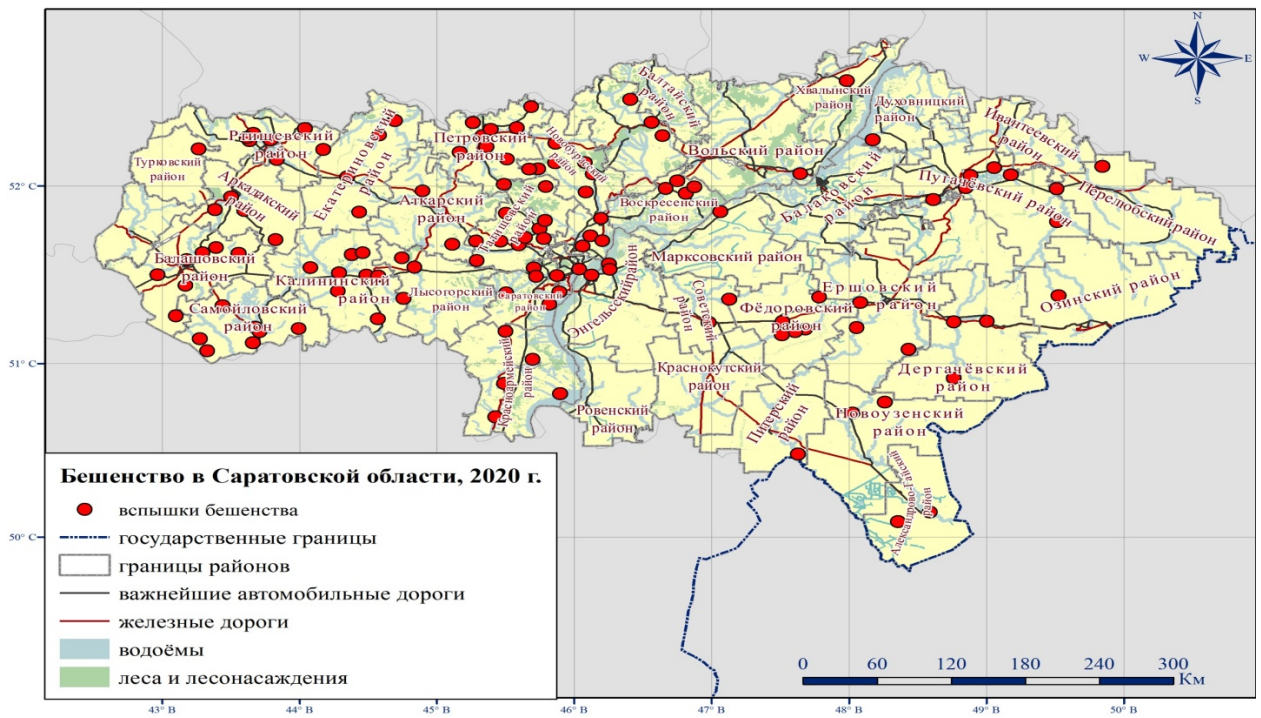 N
W
E
S
Балтайский
район
Хвалынский
район
Духовницкий
район
Ивантеевский
район
Ртищевский
район
Екатериновский
район
Петровский
район
Новобурасский
район
Вольский район
Турковский
район
Аркадакский
район
Аткарский
район
Татищевский
район
Воскресенский
район
Балаковский
район
Пугачёвский район
Перелюбский район
Балашовский
район
Калининский
район
Лысогорский
район
Саратовский
район
Энгельсскийрайон
Марксовский район
Советский
район
Фёдоровский
район
Ершовский
район
Озинский район
Самойловский
район
Красноармейский
район
Ровенский
район
Краснокутский
район
Питерский
район
Дергачёвский
район
Новоузенский
район
Александрово-Гайский
район
52° С
51° С
50° С
Бешенство в Саратовской области, 2020 г.
вспышки бешенства
государственные границы
границы районов
важнейшие автомобильные дороги
железные дороги
водоёмы
леса и лесонасаждения
0 60 120 180 240 300
Км
43° В 44° В 45° В 46° В 47° В 48° В 49° В 50° В